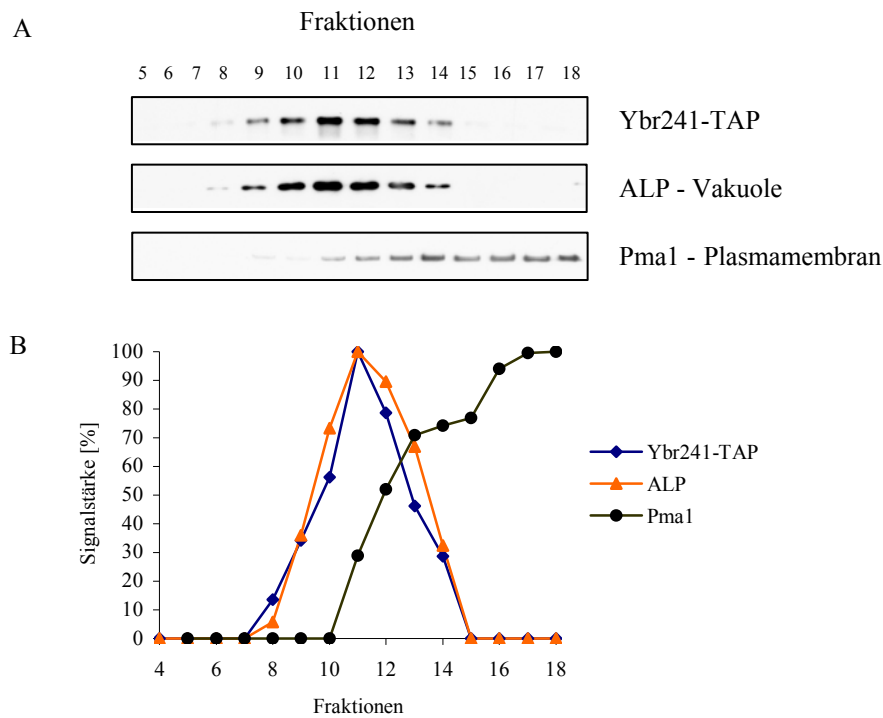 A
Fraktionen
5 6 7 8 9 10 11 12 13 14 15 16 17 18
Ybr241-TAP
ALP - Vakuole
Pma1 - Plasmamembran
B
100
90
80
70
60
50
40
30
20
10
0
Signalstärke [%]
4 6 8 10 12 14 16 18
Fraktionen
Ybr241-TAP
ALP
Pma1